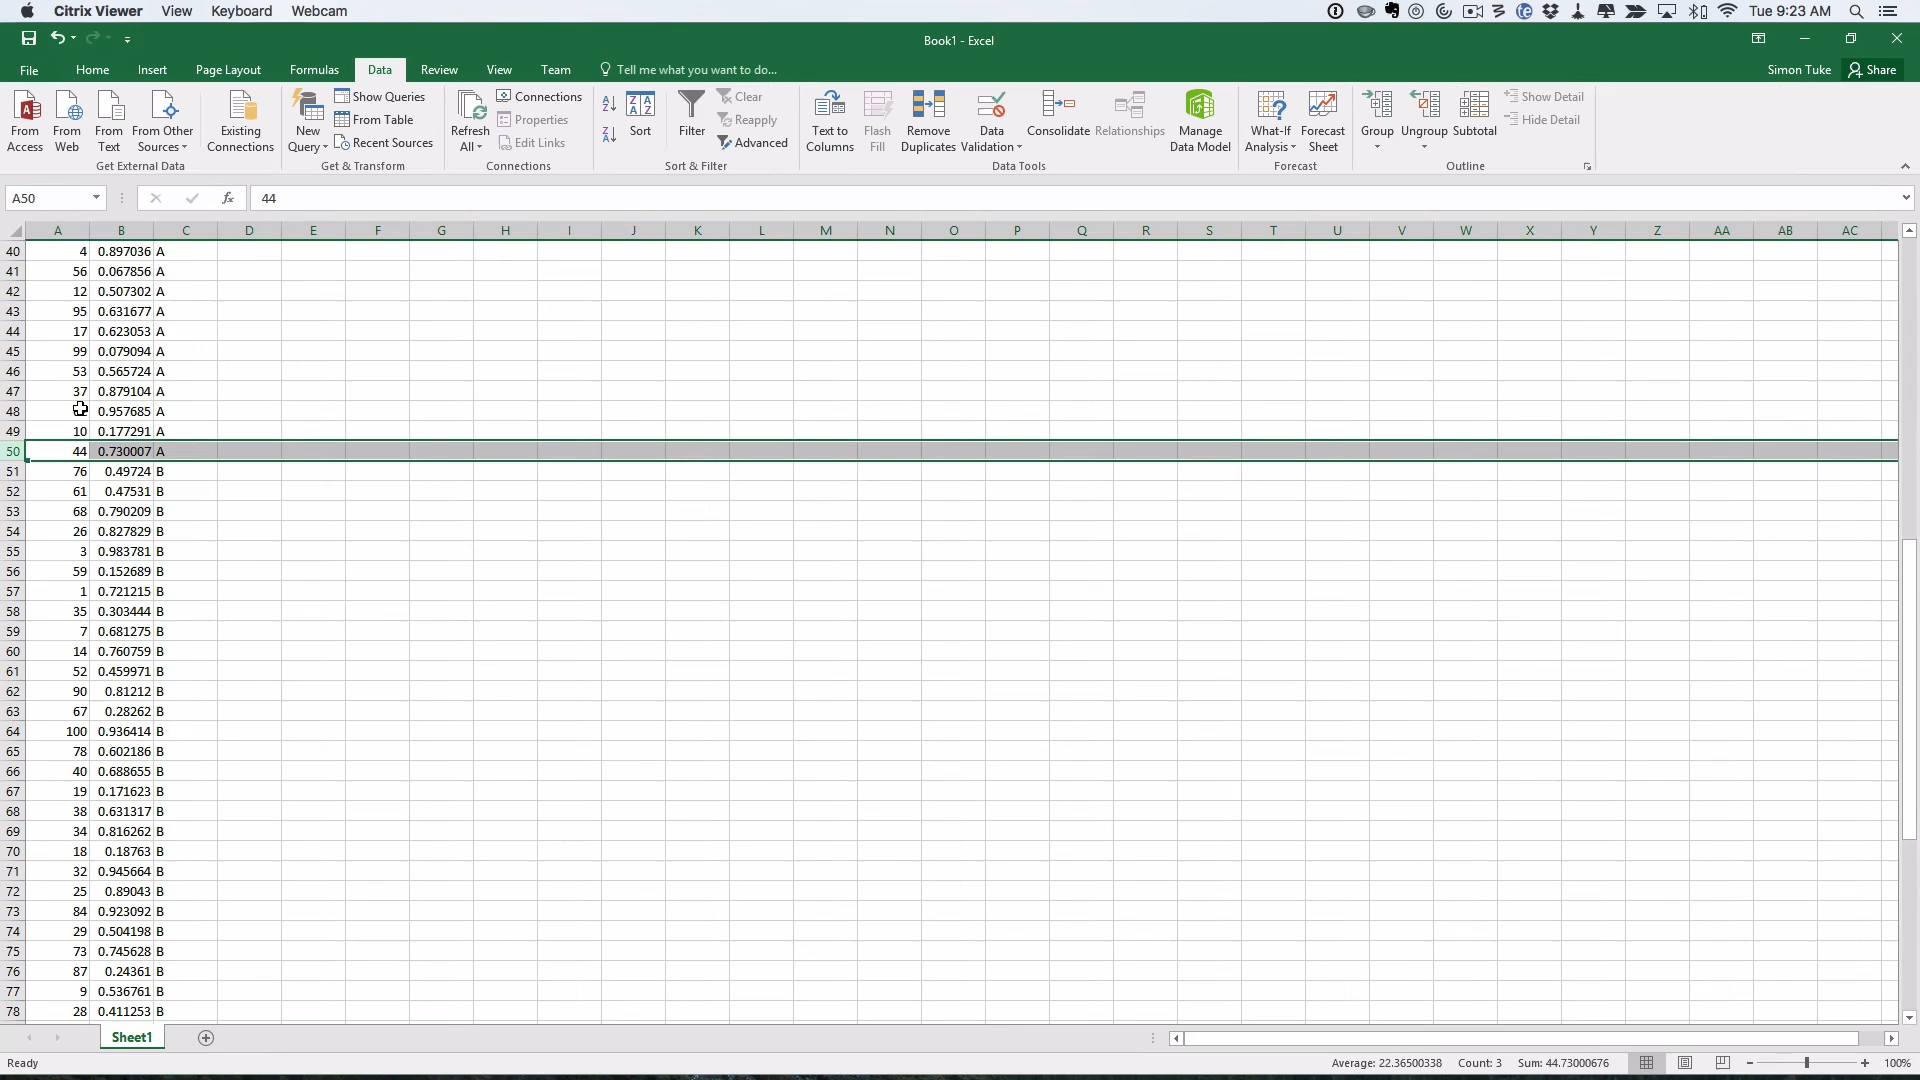 Citrix Viewer View Keyboard Webcam Tue 9:23 AM
Book1 - Excel
File Home Insert Page Layout Formulas Data Review View Team Tell me what you want to do... Simon Tuke Share
From Access
From Web
From Text
From Other Sources
Get External Data
Existing Connections
New Query
Show Queries
From Table
Recent Sources
Get & Transform
Refresh All
Connections
Properties
Edit Links
Connections
Sort
Filter
Clear
Reapply
Advanced
Sort & Filter
Text to Columns
Flash Fill
Remove Duplicates
Data Validation
Consolidate
Relationships
Manage Data Model
Data Tools
What-If Analysis
Forecast Sheet
Forecast
Group
Ungroup
Subtotal
Show Detail
Hide Detail
Outline
A50 fx 44
A B C D E F G H I J K L M N O P Q R S T U V W X Y Z AA AB AC
40 4 0.897036 A
41 56 0.067856 A
42 12 0.507302 A
43 95 0.631677 A
44 17 0.623053 A
45 99 0.079094 A
46 53 0.565724 A
47 37 0.879104 A
48 0.957685 A
49 10 0.177291 A
50 44 0.730007 A
51 76 0.49724 B
52 61 0.47531 B
53 68 0.790209 B
54 26 0.827829 B
55 3 0.983781 B
56 59 0.152689 B
57 1 0.721215 B
58 35 0.303444 B
59 7 0.681275 B
60 14 0.760759 B
61 52 0.459971 B
62 90 0.81212 B
63 67 0.28262 B
64 100 0.936414 B
65 78 0.602186 B
66 40 0.688655 B
67 19 0.171623 B
68 38 0.631317 B
69 34 0.816262 B
70 18 0.18763 B
71 32 0.945664 B
72 25 0.89043 B
73 84 0.923092 B
74 29 0.504198 B
75 73 0.745628 B
76 87 0.24361 B
77 9 0.536761 B
78 28 0.411253 B
Sheet1
Ready Average: 22.36500338 Count: 3 Sum: 44.73000676 100%